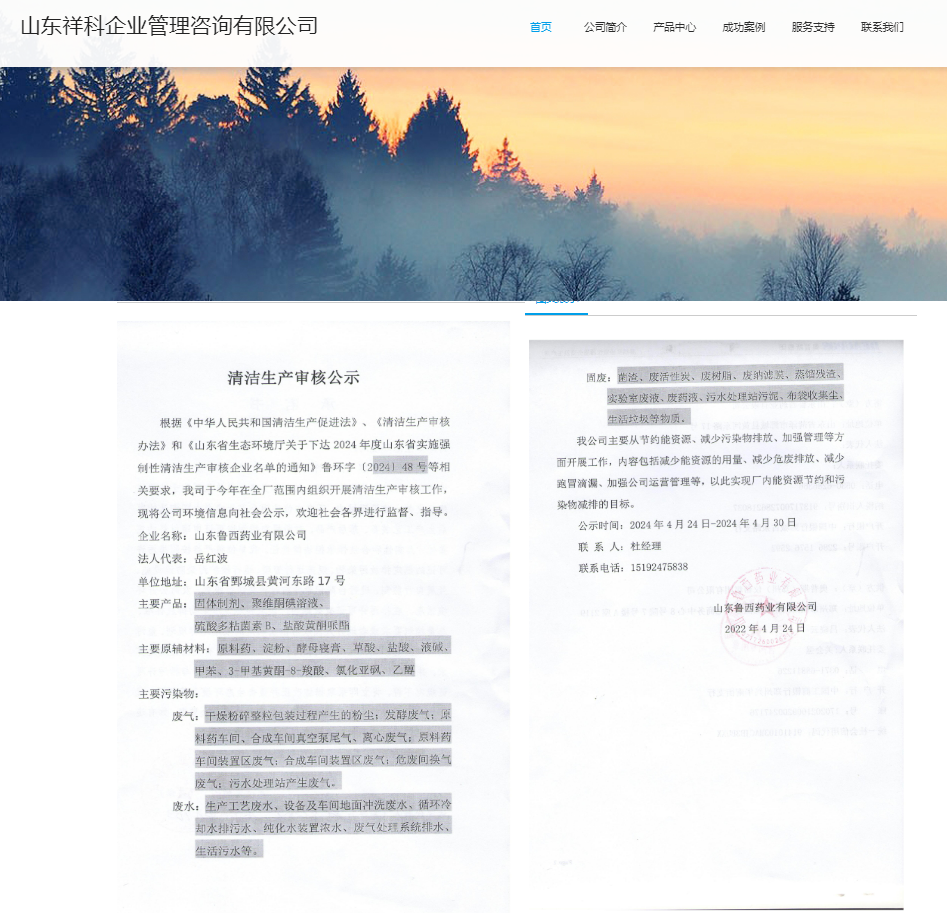 山东祥科企业管理咨询有限公司
首页 公司简介 产品中心 成功案例 服务支持 联系我们
清洁生产审核公示
根据《中华人民共和国清洁生产促进法》、《清洁生产审核
办法》和《山东省生态环境厅关于下达 2024 年度山东省实施强
制性清洁生产审核企业名单的通知》鲁环字〔2024〕48 号等相
关要求，我司于今年在全厂范围内组织开展清洁生产审核工作，
现将公司环境信息向社会公示，欢迎社会各界进行监督、指导。
企业名称：山东鲁西药业有限公司
法人代表：岳红波
单位地址：山东省鄄城县黄河东路 17 号
主要产品：固体制剂、聚维酮碘溶液、
硫酸多粘菌素 B、盐酸黄酮哌酯
主要原辅材料：原料药、淀粉、酵母浸膏、草酸、盐酸、液碱、
甲苯、3-甲基黄酮-8-羧酸、氯化亚砜、乙醇
主要污染物：
废气：干燥粉碎整粒包装过程产生的粉尘；发酵废气；原
料药车间、合成车间真空泵尾气、离心废气；原料药
车间装置区废气；合成车间装置区废气；危废间换气
废气；污水处理站产生废气。
废水：生产工艺废水、设备及车间地面冲洗废水、循环冷
却水排污水、纯化水装置浓水、废气处理系统排水、
生活污水等。
固废：菌渣、废活性炭、废树脂、废纳滤膜、蒸馏残渣、
实验室废液、废药液、污水处理站污泥、布袋收集尘、
生活垃圾等物质。
我公司主要从节约能资源、减少污染物排放、加强管理等方
面开展工作，内容包括减少能资源的用量、减少危废排放、减少
跑冒滴漏、加强公司运营管理等，以此实现厂内能资源节约和污
染物减排的目标。
公示时间：2024 年 4 月 24 日-2024 年 4 月 30 日
联 系 人：杜经理
联系电话：15192475838
山东鲁西药业有限公司
2022 年 4 月 24 日